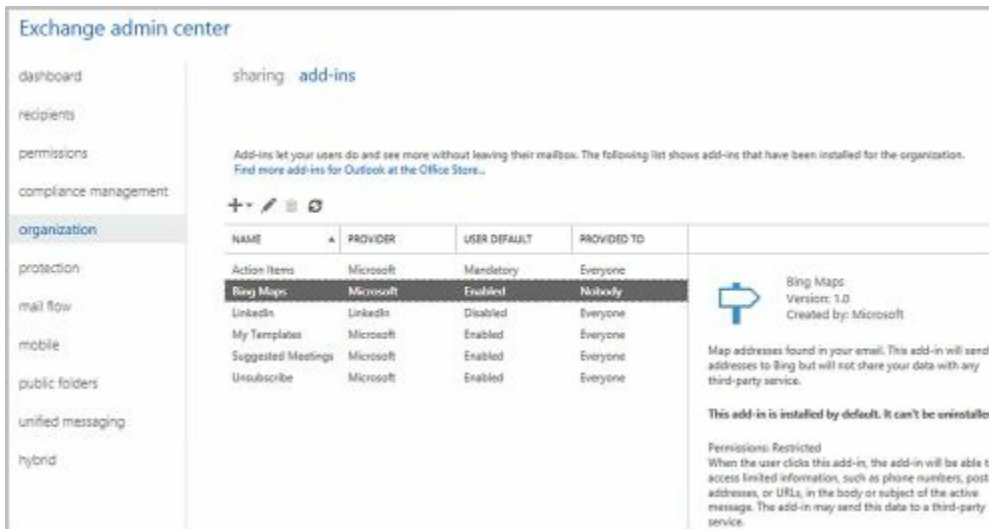 Exchange admin center
dashboard
recipients
permissions
compliance management
organization
protection
mail flow
mobile
public folders
unified messaging
hybrid
sharing add-ins
Add-ins let your users do and see more without leaving their mailbox. The following list shows add-ins that have been installed for the organization.
Find more add-ins for Outlook at the Office Store...
NAME PROVIDER USER DEFAULT PROVIDED TO
Action Items Microsoft Mandatory Everyone
Bing Maps Microsoft Enabled Nobody
LinkedIn LinkedIn Disabled Everyone
My Templates Microsoft Enabled Everyone
Suggested Meetings Microsoft Enabled Everyone
Unsubscribe Microsoft Enabled Everyone
Bing Maps
Version: 1.0
Created by: Microsoft
Map addresses found in your email. This add-in will send
addresses to Bing but will not share your data with any
third-party service.
This add-in is installed by default. It can't be uninstalle
Permissions: Restricted
When the user clicks this add-in, the add-in will be able t
access limited information, such as phone numbers, posta
addresses, or URLs, in the body or subject of the active
message. The add-in may send this data to a third-party
service.